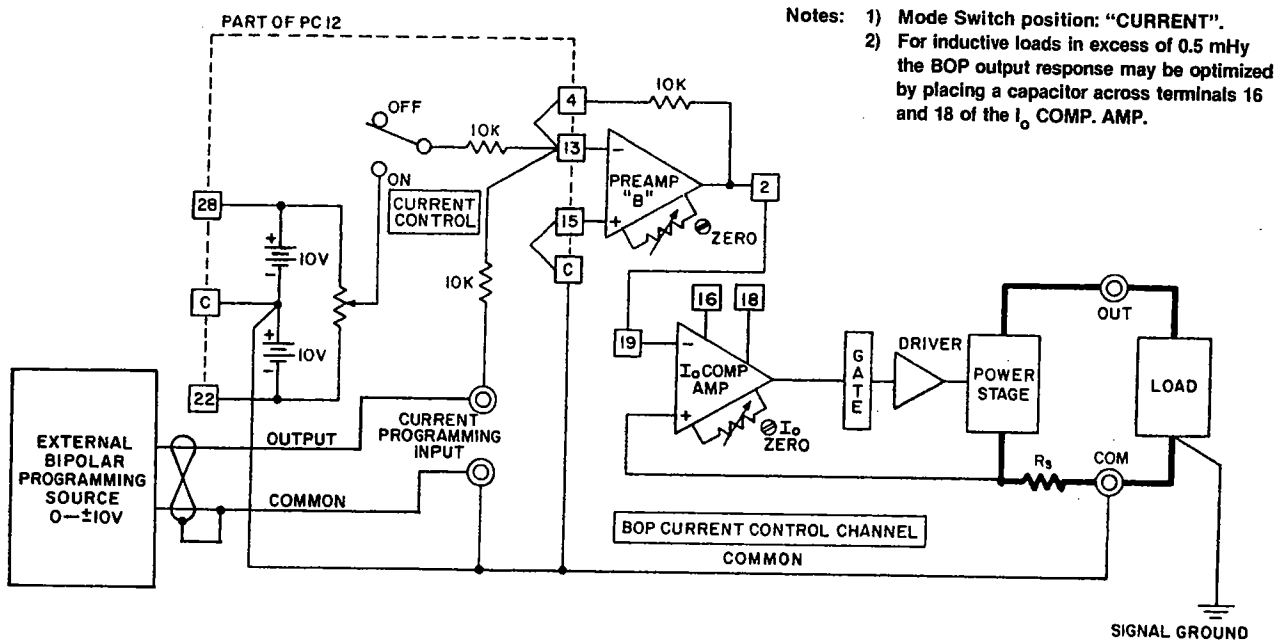 PART OF PC 12
Notes: 1) Mode Switch position: “CURRENT”.
2) For inductive loads in excess of 0.5 mHy
the BOP output response may be optimized
by placing a capacitor across terminals 16
and 18 of the Io COMP. AMP.
OFF
10K
ON
CURRENT
CONTROL
28
+
10V
-
C
+
10V
-
22
4
10K
13
-
PREAMP
"B"
15
+
ZERO
C
2
10K
16
18
19
-
Io COMP
AMP
+
Io
ZERO
GATE
DRIVER
POWER
STAGE
OUT
LOAD
Rs
COM
EXTERNAL
BIPOLAR
PROGRAMMING
SOURCE
0-±10V
OUTPUT
COMMON
CURRENT
PROGRAMMING
INPUT
BOP CURRENT CONTROL CHANNEL
COMMON
SIGNAL GROUND